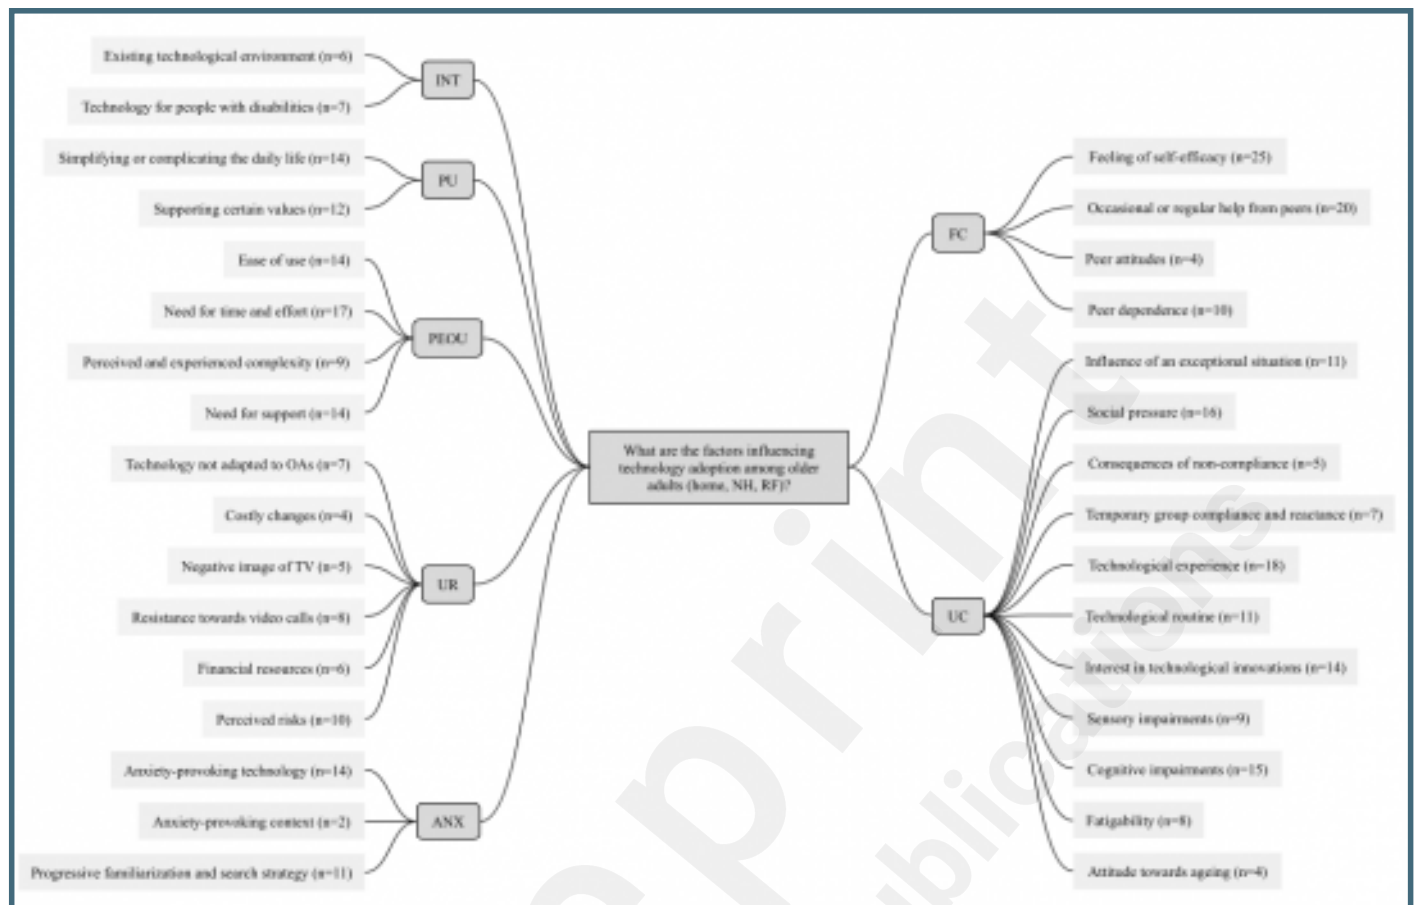 Existing technological environment (n=6)
Technology for people with disabilities (n=7)
INT
Simplifying or complicating the daily life (n=14)
Supporting certain values (n=12)
PU
Ease of use (n=14)
Need for time and effort (n=17)
Perceived and experienced complexity (n=9)
Need for support (n=14)
PEOU
Technology not adapted to OAs (n=7)
Costly changes (n=4)
Negative image of TV (n=5)
Resistance towards video calls (n=8)
Financial resources (n=6)
Perceived risks (n=10)
UR
Anxiety-provoking technology (n=14)
Anxiety-provoking context (n=2)
Progressive familiarization and search strategy (n=11)
ANX
What are the factors influencing
technology adoption among older
adults (home, NH, RF)?
FC
Feeling of self-efficacy (n=25)
Occasional or regular help from peers (n=20)
Peer attitudes (n=4)
Peer dependence (n=10)
UC
Influence of an exceptional situation (n=11)
Social pressure (n=16)
Consequences of non-compliance (n=5)
Temporary group compliance and reactance (n=7)
Technological experience (n=18)
Technological routine (n=11)
Interest in technological innovations (n=14)
Sensory impairments (n=9)
Cognitive impairments (n=15)
Fatigability (n=8)
Attitude towards ageing (n=4)
eprint
ublications